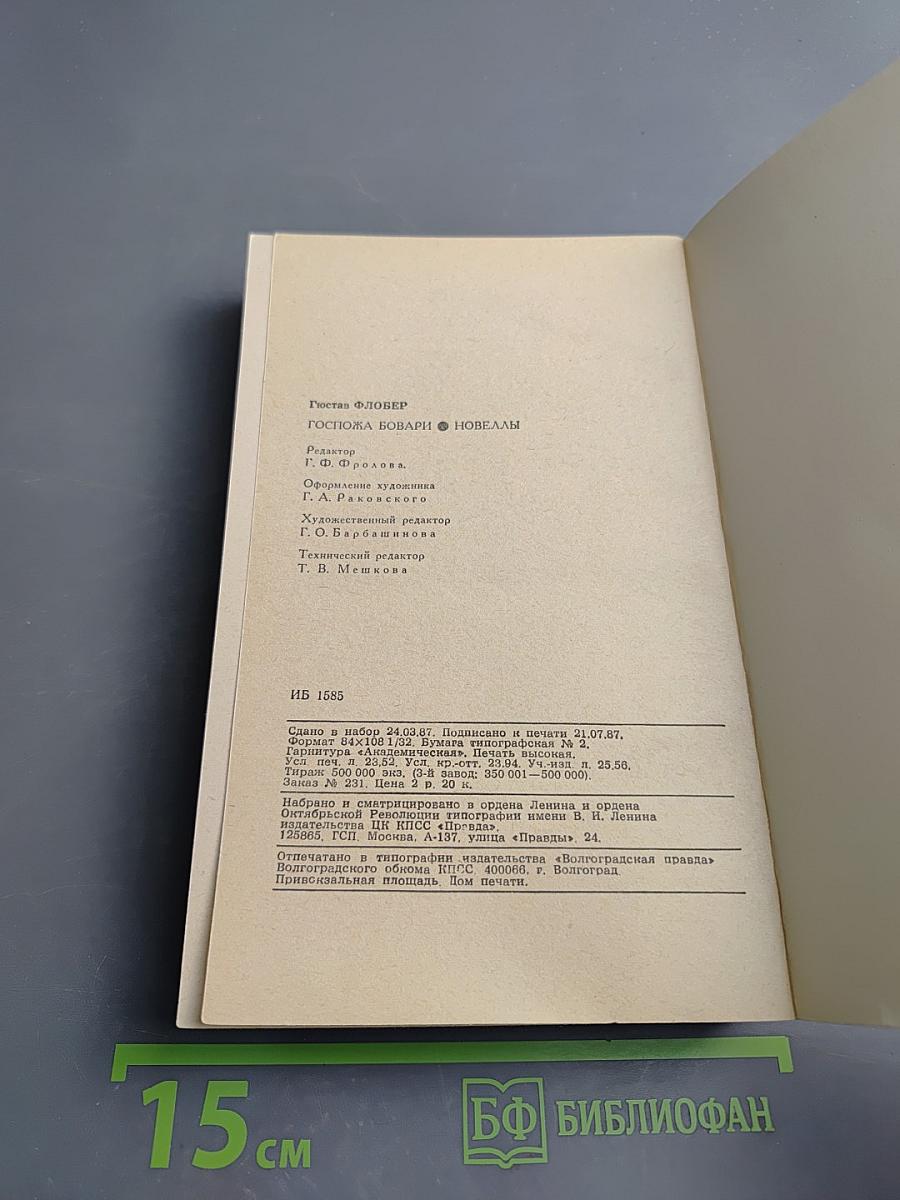 Гюстав ФЛОБЕР
ГОСПОЖА БОВАРИ НОВЕЛЛЫ
Редактор
Г. Ф. Фролова.
Оформление художника
Г. А. Раковского
Художественный редактор
Г. О. Барбашинова
Технический редактор
Т. В. Мешкова
ИБ 1585
Сдано в набор 24.03.87. Подписано к печати 21.07.87.
Формат 84×108 1/32. Бумага типографская № 2.
Гарнитура «Академическая». Печать высокая.
Усл. печ. л. 23,52. Усл. кр.-отт. 23,94. Уч.-изд. л. 25,56.
Тираж 500 000 экз. (3-й завод: 350 001—500 000).
Заказ № 231. Цена 2 р. 20 к.
Набрано и сматрицировано в ордена Ленина и ордена
Октябрьской Революции типографии имени В. И. Ленина
издательства ЦК КПСС «Правда».
125865, ГСП, Москва, А-137, улица «Правды», 24.
Отпечатано в типографии издательства «Волгоградская правда»
Волгоградского обкома КПСС, 400066, г. Волгоград,
Привокзальная площадь, Дом печати.
15 см
БФ БИБЛИОФАН